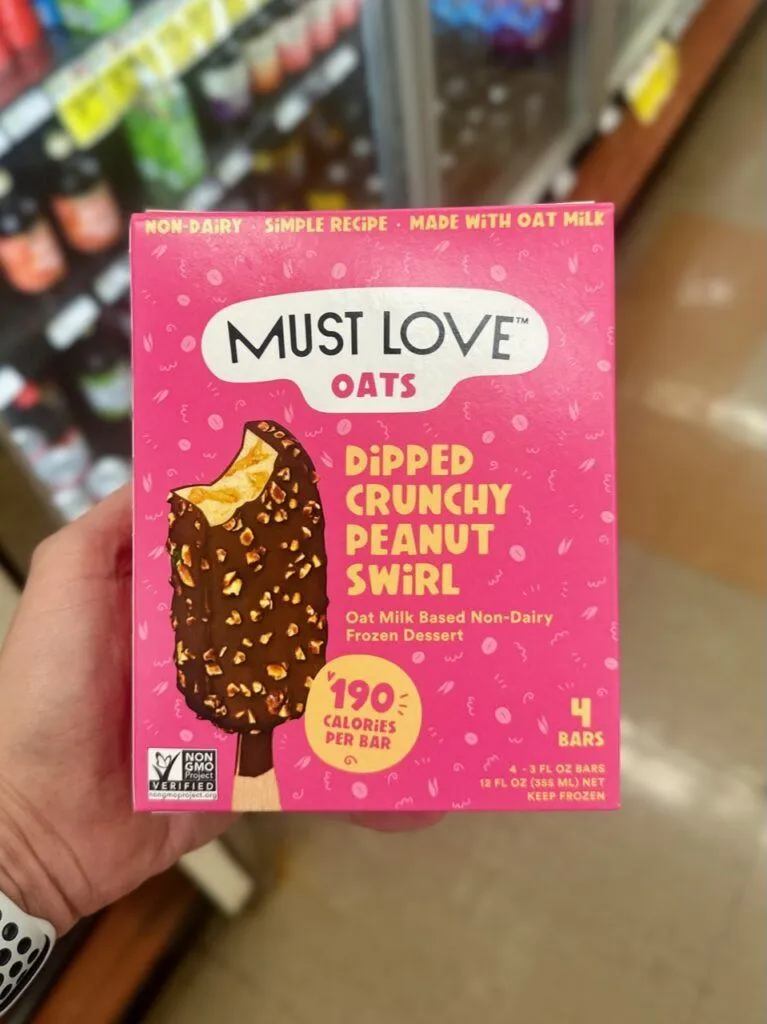 NON-DAIRY · SIMPLE RECIPE · MADE WITH OAT MILK
MUST LOVE™
OATS
DIPPED
CRUNCHY
PEANUT
SWIRL
Oat Milk Based Non-Dairy
Frozen Dessert
190
CALORIES
PER BAR
4
BARS
NON
GMO
Project
VERIFIED
nongmoproject.org
4 - 3 FL OZ BARS
12 FL OZ (355 ML) NET
KEEP FROZEN